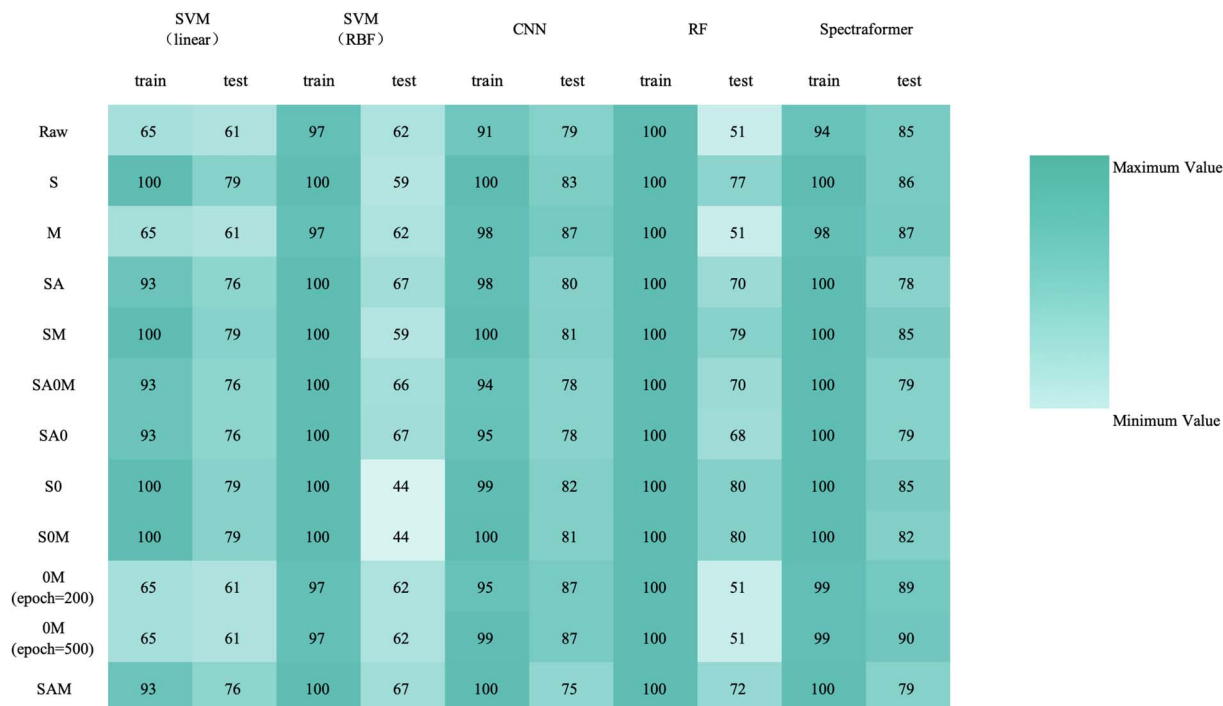 SVM
（linear）
SVM
（RBF）
CNN
RF
Spectraformer
train test train test train test train test train test
Raw 65 61 97 62 91 79 100 51 94 85
S 100 79 100 59 100 83 100 77 100 86
M 65 61 97 62 98 87 100 51 98 87
SA 93 76 100 67 98 80 100 70 100 78
SM 100 79 100 59 100 81 100 79 100 85
SA0M 93 76 100 66 94 78 100 70 100 79
SA0 93 76 100 67 95 78 100 68 100 79
S0 100 79 100 44 99 82 100 80 100 85
S0M 100 79 100 44 100 81 100 80 100 82
0M
(epoch=200) 65 61 97 62 95 87 100 51 99 89
0M
(epoch=500) 65 61 97 62 99 87 100 51 99 90
SAM 93 76 100 67 100 75 100 72 100 79
Maximum Value
Minimum Value